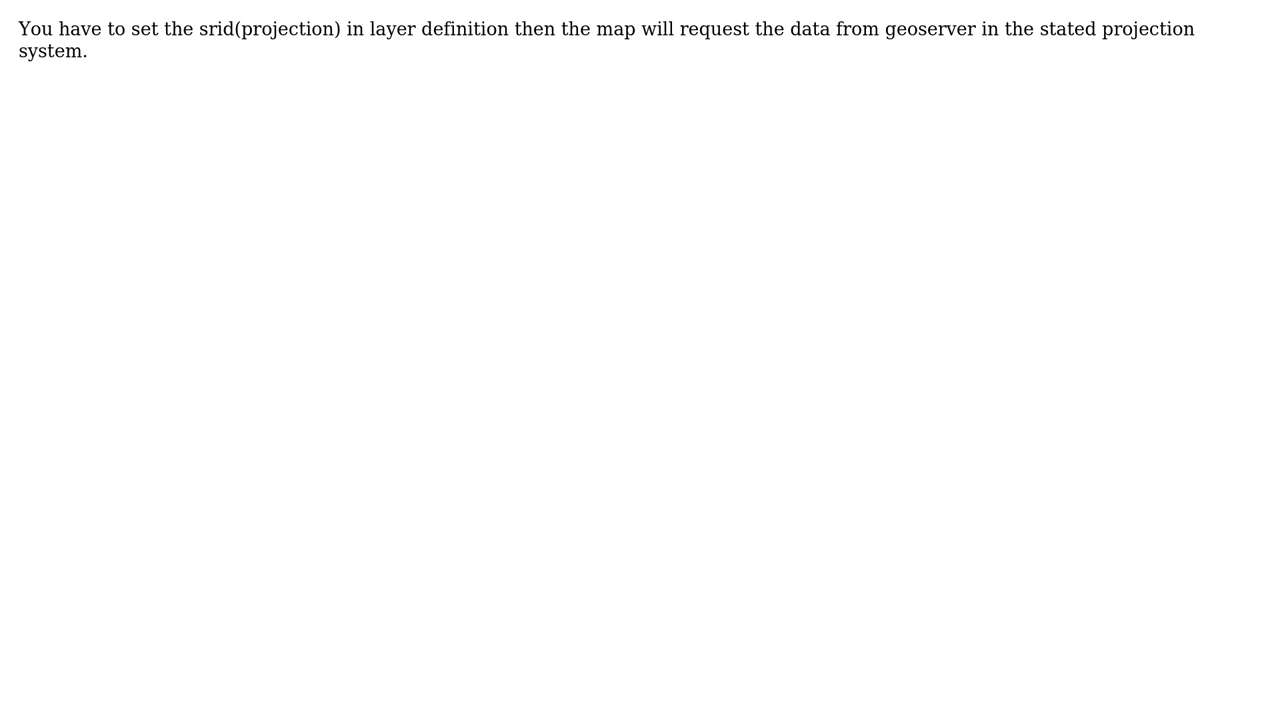 You have to set the srid(projection) in layer definition then the map will request the data from geoserver in the stated projection
system.